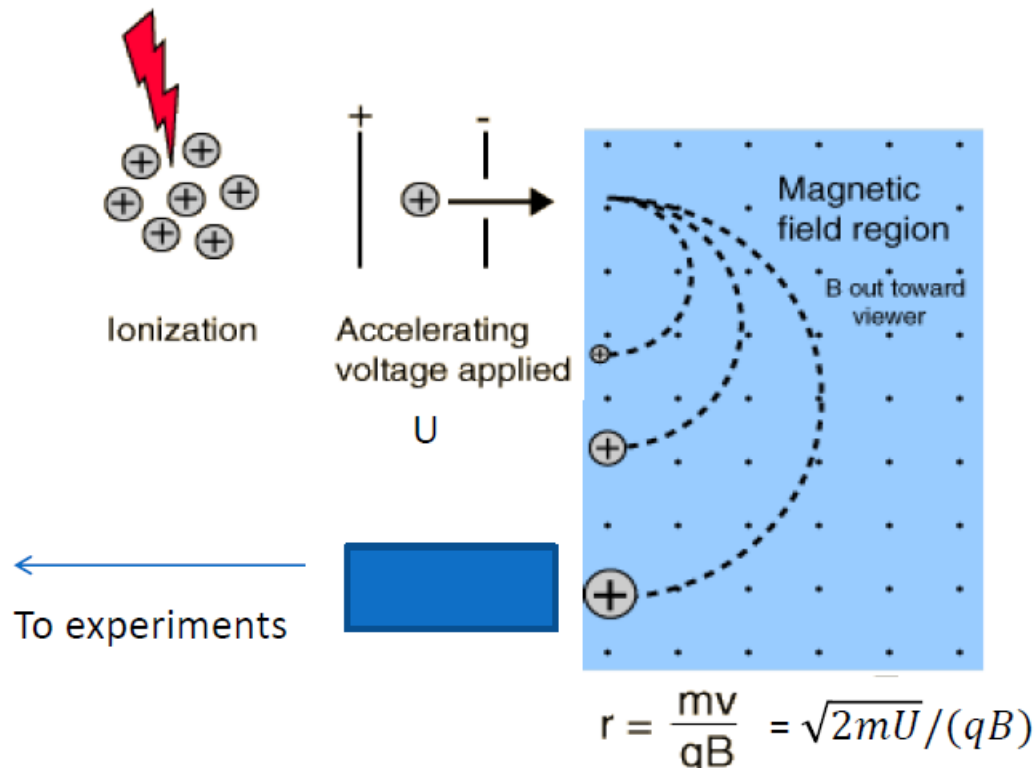 + -
Magnetic
field region
B out toward
viewer
Ionization
Accelerating
voltage applied
U
To experiments
r = mv/qB = √2mU/(qB)